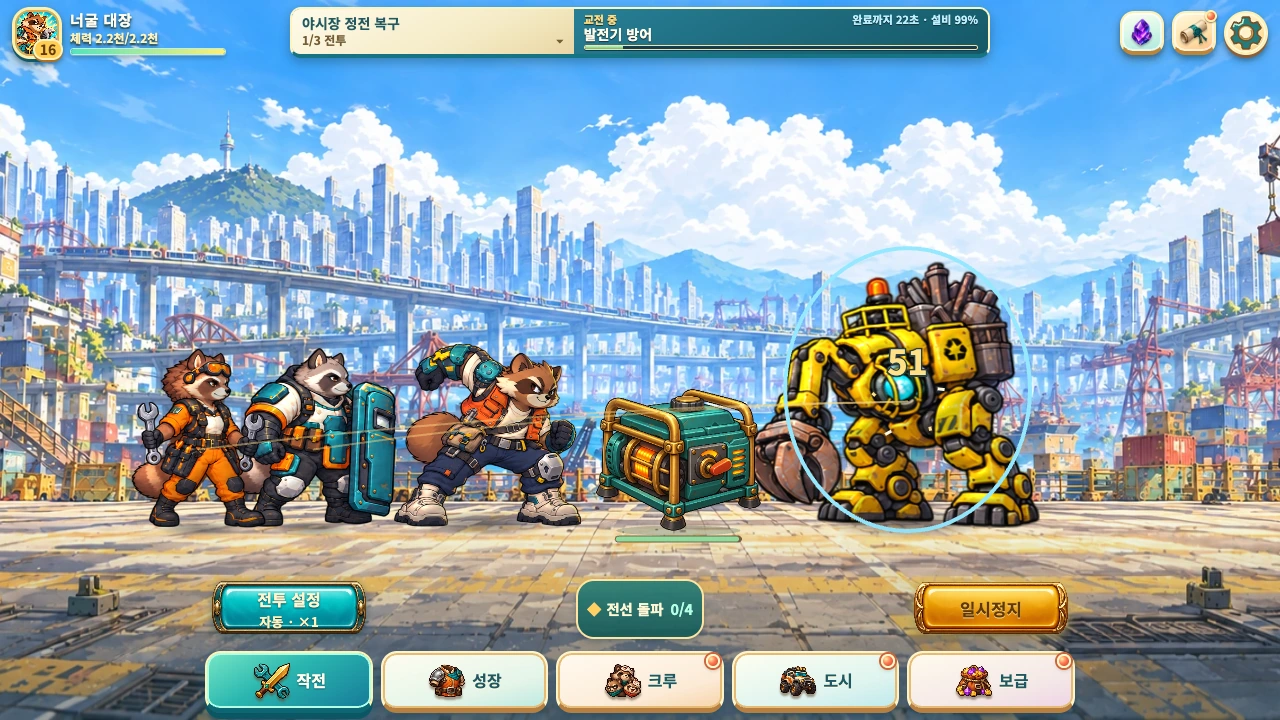 너굴 대장
체력 2.2천/2.2천
16
야시장 정전 복구
1/3 전투
교전 중
완료까지 22초 · 설비 99%
발전기 방어
51
전투 설정
자동 · ×1
전선 돌파 0/4
일시정지
작전
성장
크루
도시
보급